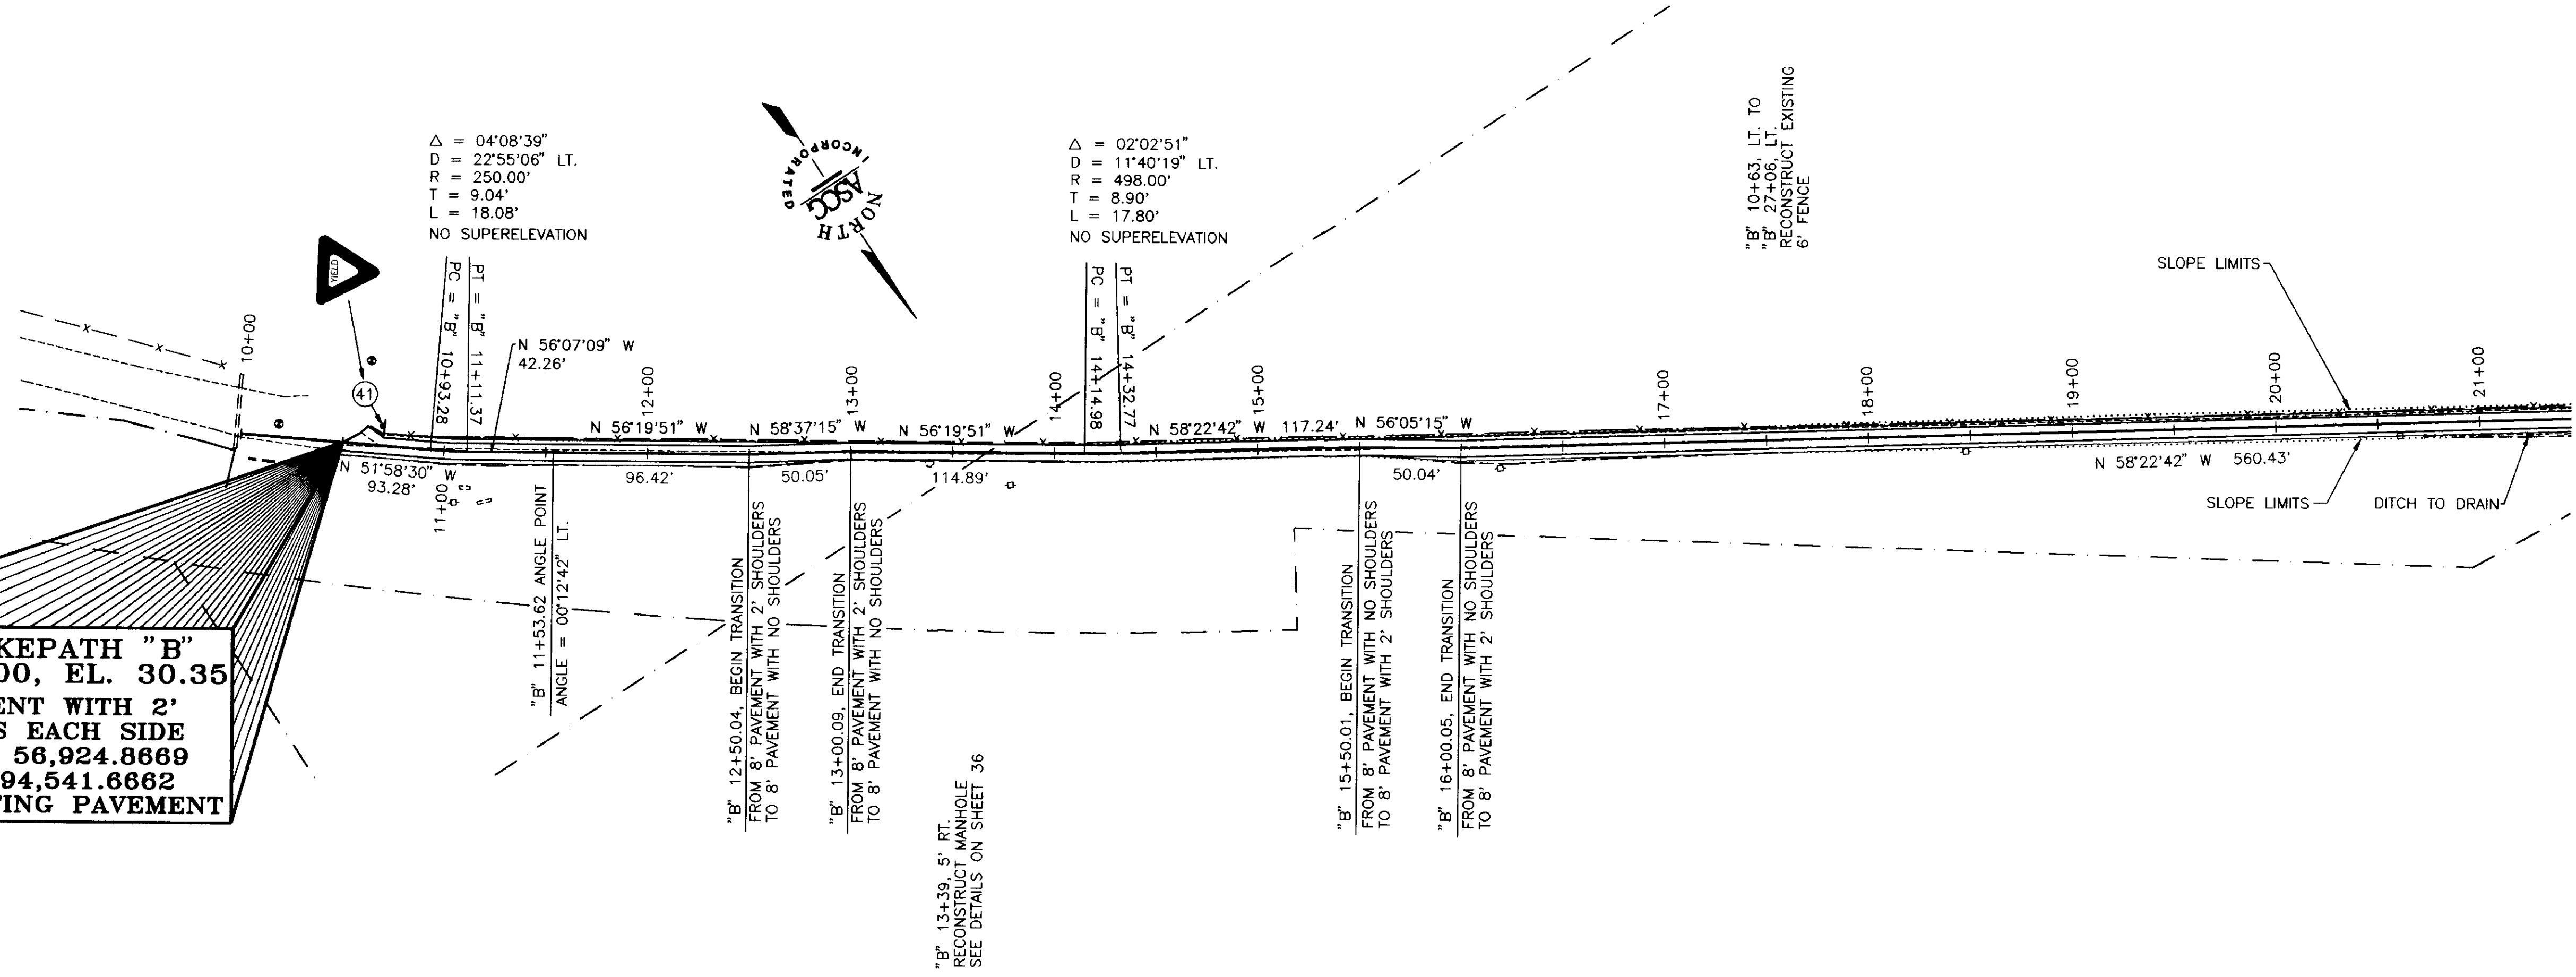 Δ = 04°08'39"
D = 22°55'06" LT.
R = 250.00'
T = 9.04'
L = 18.08'
NO SUPERELEVATION
PC = "B" 10+93.28
PT = "B" 11+11.37
YIELD
41
NORTH
ASCG
INCORPORATED
Δ = 02°02'51"
D = 11°40'19" LT.
R = 498.00'
T = 8.90'
L = 17.80'
NO SUPERELEVATION
PC = "B" 14+14.98
PT = "B" 14+32.77
"B" 10+63, LT. TO
"B" 27+06, LT.
RECONSTRUCT EXISTING
6' FENCE
SLOPE LIMITS
10+00
N 56°07'09" W
42.26'
12+00
13+00
14+00
15+00
17+00
18+00
19+00
20+00
21+00
N 56°19'51" W
N 58°37'15" W
N 56°19'51" W
N 58°22'42" W 117.24'
N 56°05'15" W
N 51°58'30" W
93.28'
11+00
96.42'
50.05'
114.89'
50.04'
N 58°22'42" W 560.43'
SLOPE LIMITS
DITCH TO DRAIN
"B" 11+53.62 ANGLE POINT
ANGLE = 00°12'42" LT.
"B" 12+50.04, BEGIN TRANSITION
FROM 8' PAVEMENT WITH 2' SHOULDERS
TO 8' PAVEMENT WITH NO SHOULDERS
"B" 13+00.09, END TRANSITION
FROM 8' PAVEMENT WITH 2' SHOULDERS
TO 8' PAVEMENT WITH NO SHOULDERS
"B" 13+39, 5' RT.
RECONSTRUCT MANHOLE
SEE DETAILS ON SHEET 36
"B" 15+50.01, BEGIN TRANSITION
FROM 8' PAVEMENT WITH NO SHOULDERS
TO 8' PAVEMENT WITH 2' SHOULDERS
"B" 16+00.05, END TRANSITION
FROM 8' PAVEMENT WITH NO SHOULDERS
TO 8' PAVEMENT WITH 2' SHOULDERS
KEPATH "B"
00, EL. 30.35
ENT WITH 2'
S EACH SIDE
56,924.8669
94,541.6662
TING PAVEMENT